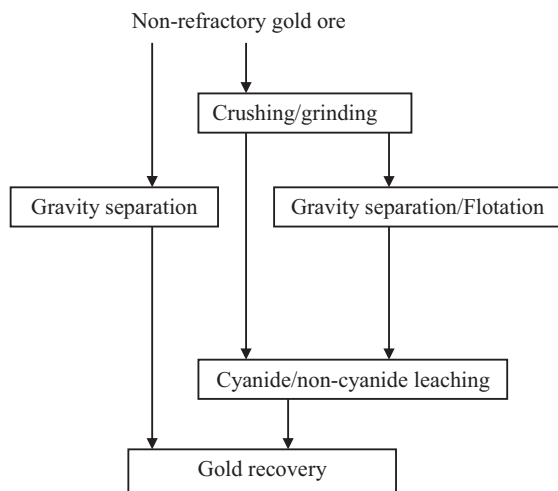 Non-refractory gold ore
Crushing/grinding
Gravity separation
Gravity separation/Flotation
Cyanide/non-cyanide leaching
Gold recovery